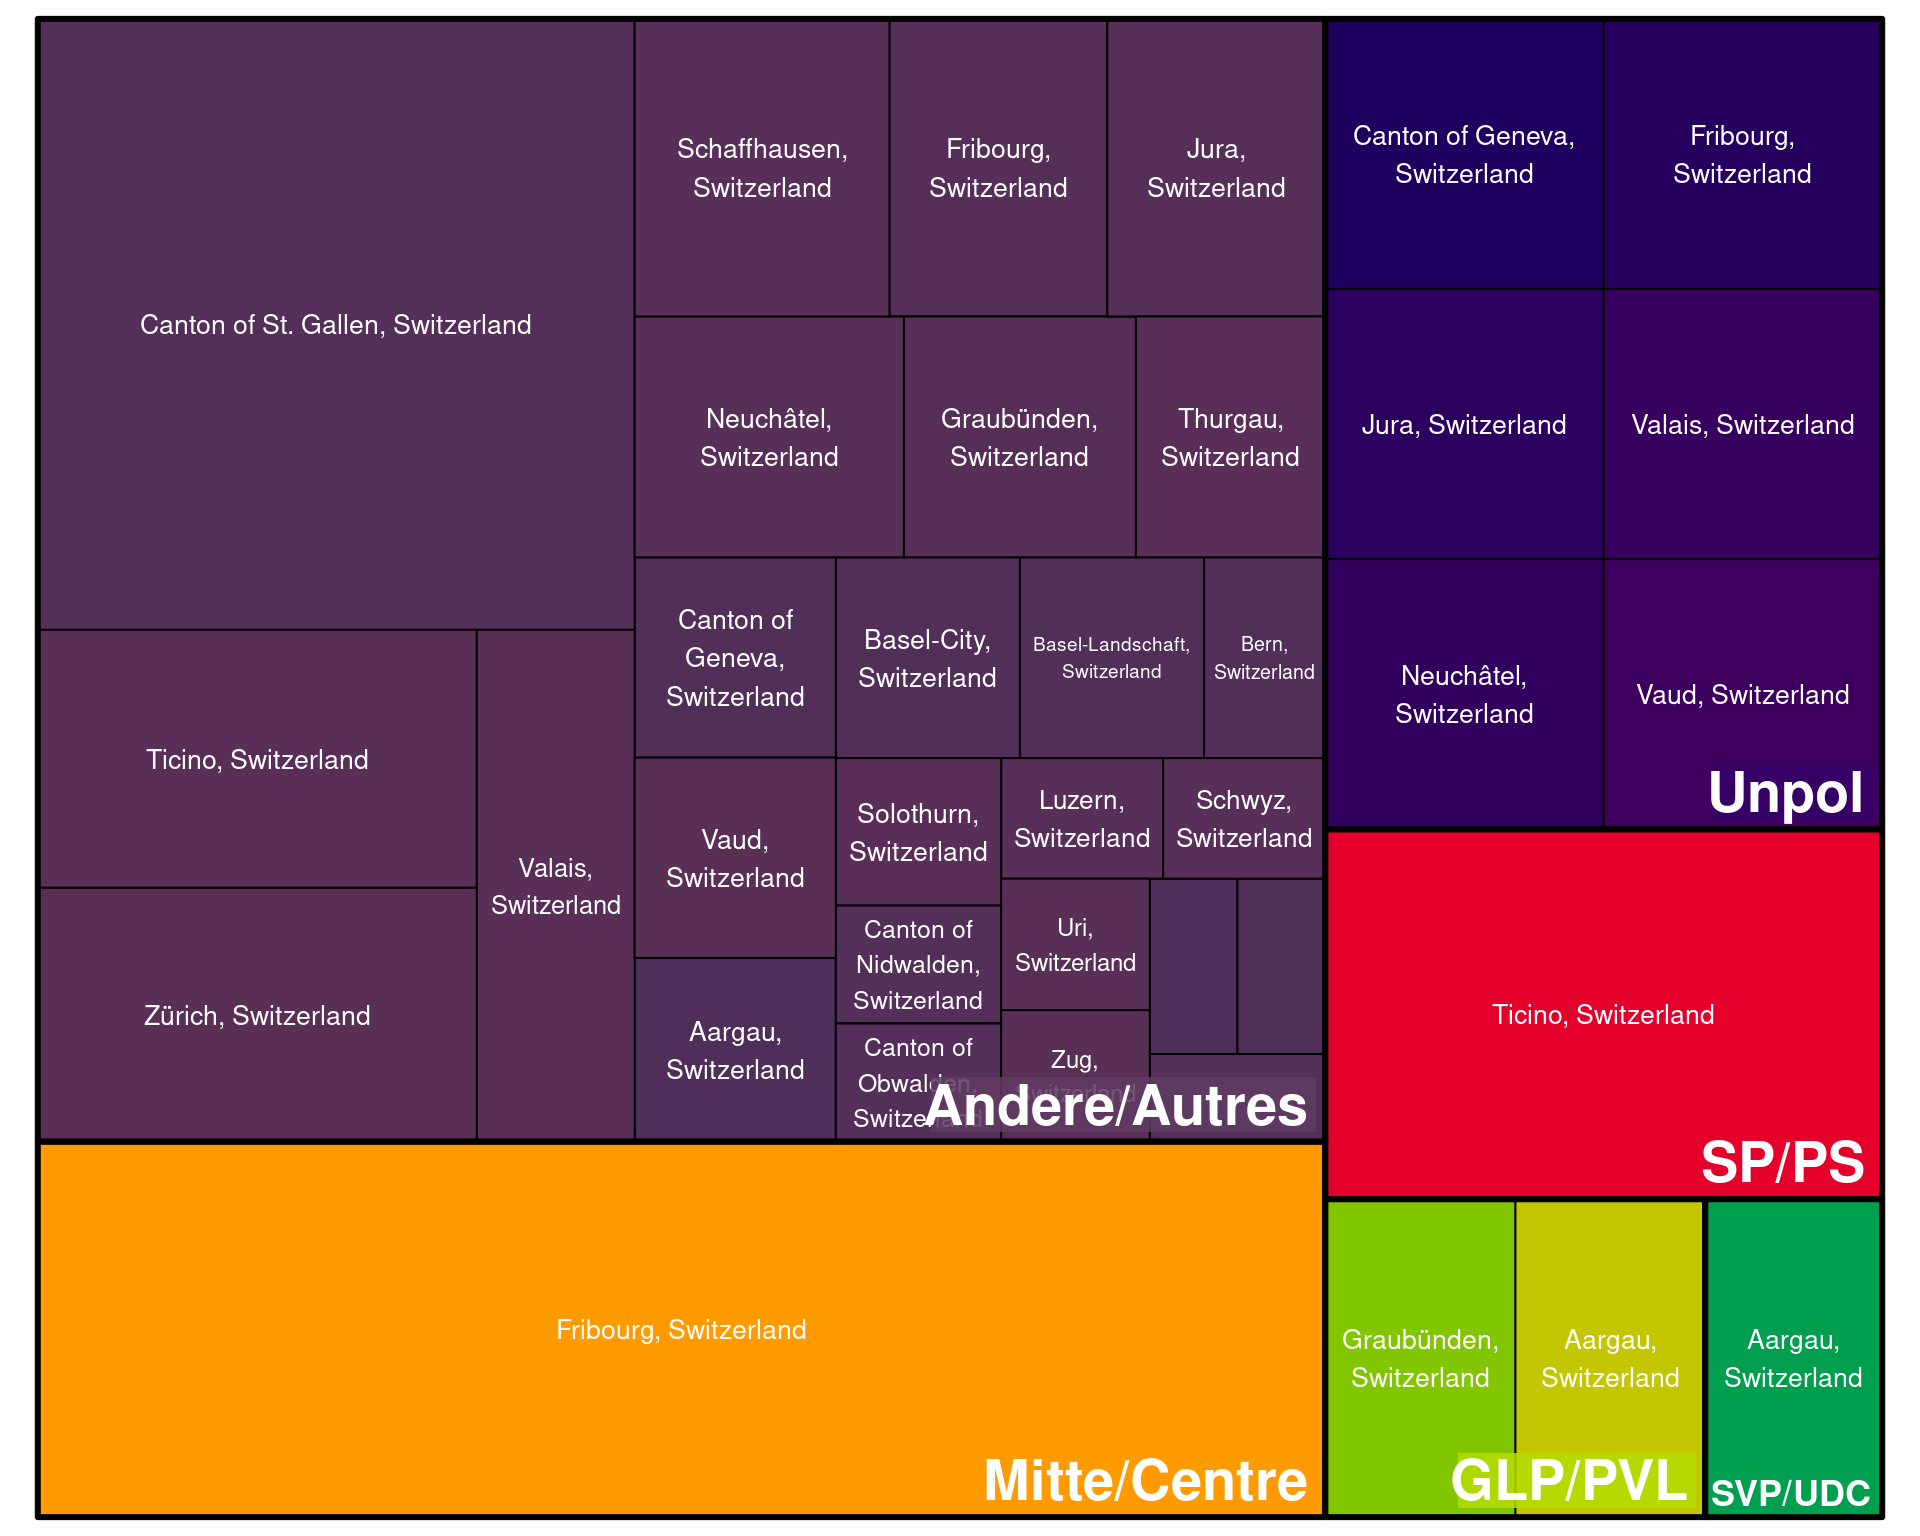 Canton of St. Gallen, Switzerland
Schaffhausen,
Switzerland
Fribourg,
Switzerland
Jura,
Switzerland
Neuchâtel,
Switzerland
Graubünden,
Switzerland
Thurgau,
Switzerland
Ticino, Switzerland
Zürich, Switzerland
Valais,
Switzerland
Canton of
Geneva,
Switzerland
Basel-City,
Switzerland
Basel-Landschaft,
Switzerland
Bern,
Switzerland
Vaud,
Switzerland
Aargau,
Switzerland
Solothurn,
Switzerland
Luzern,
Switzerland
Schwyz,
Switzerland
Canton of
Nidwalden,
Switzerland
Uri,
Switzerland
Canton of
Obwalden,
Switzerland
Zug,
Switzerland
Andere/Autres
Fribourg, Switzerland
Mitte/Centre
Canton of Geneva,
Switzerland
Fribourg,
Switzerland
Jura, Switzerland
Valais, Switzerland
Neuchâtel,
Switzerland
Vaud, Switzerland
Unpol
Ticino, Switzerland
SP/PS
Graubünden,
Switzerland
Aargau,
Switzerland
GLP/PVL
Aargau,
Switzerland
SVP/UDC